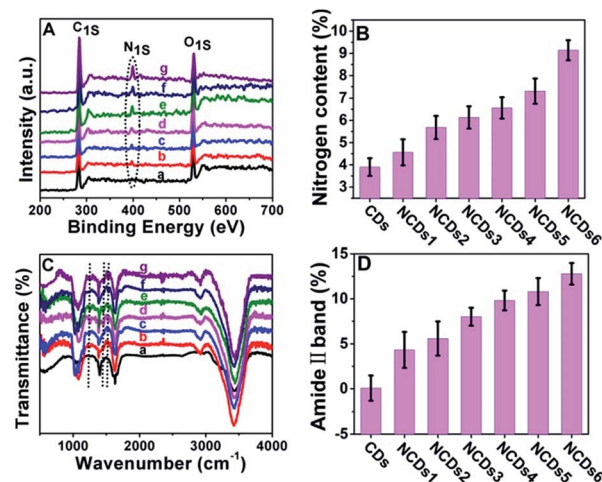 A
C1S
N1S
O1S
g
f
e
d
c
b
a
Intensity (a.u.)
200 300 400 500 600 700
Binding Energy (eV)
B
Nitrogen content (%)
10
9
8
7
6
5
4
3
CDs NCDs1 NCDs2 NCDs3 NCDs4 NCDs5 NCDs6
C
g
f
e
d
c
b
a
Transmittance (%)
1000 2000 3000 4000
Wavenumber (cm-1)
D
Amide II band (%)
15
10
5
0
-5
CDs NCDs1 NCDs2 NCDs3 NCDs4 NCDs5 NCDs6